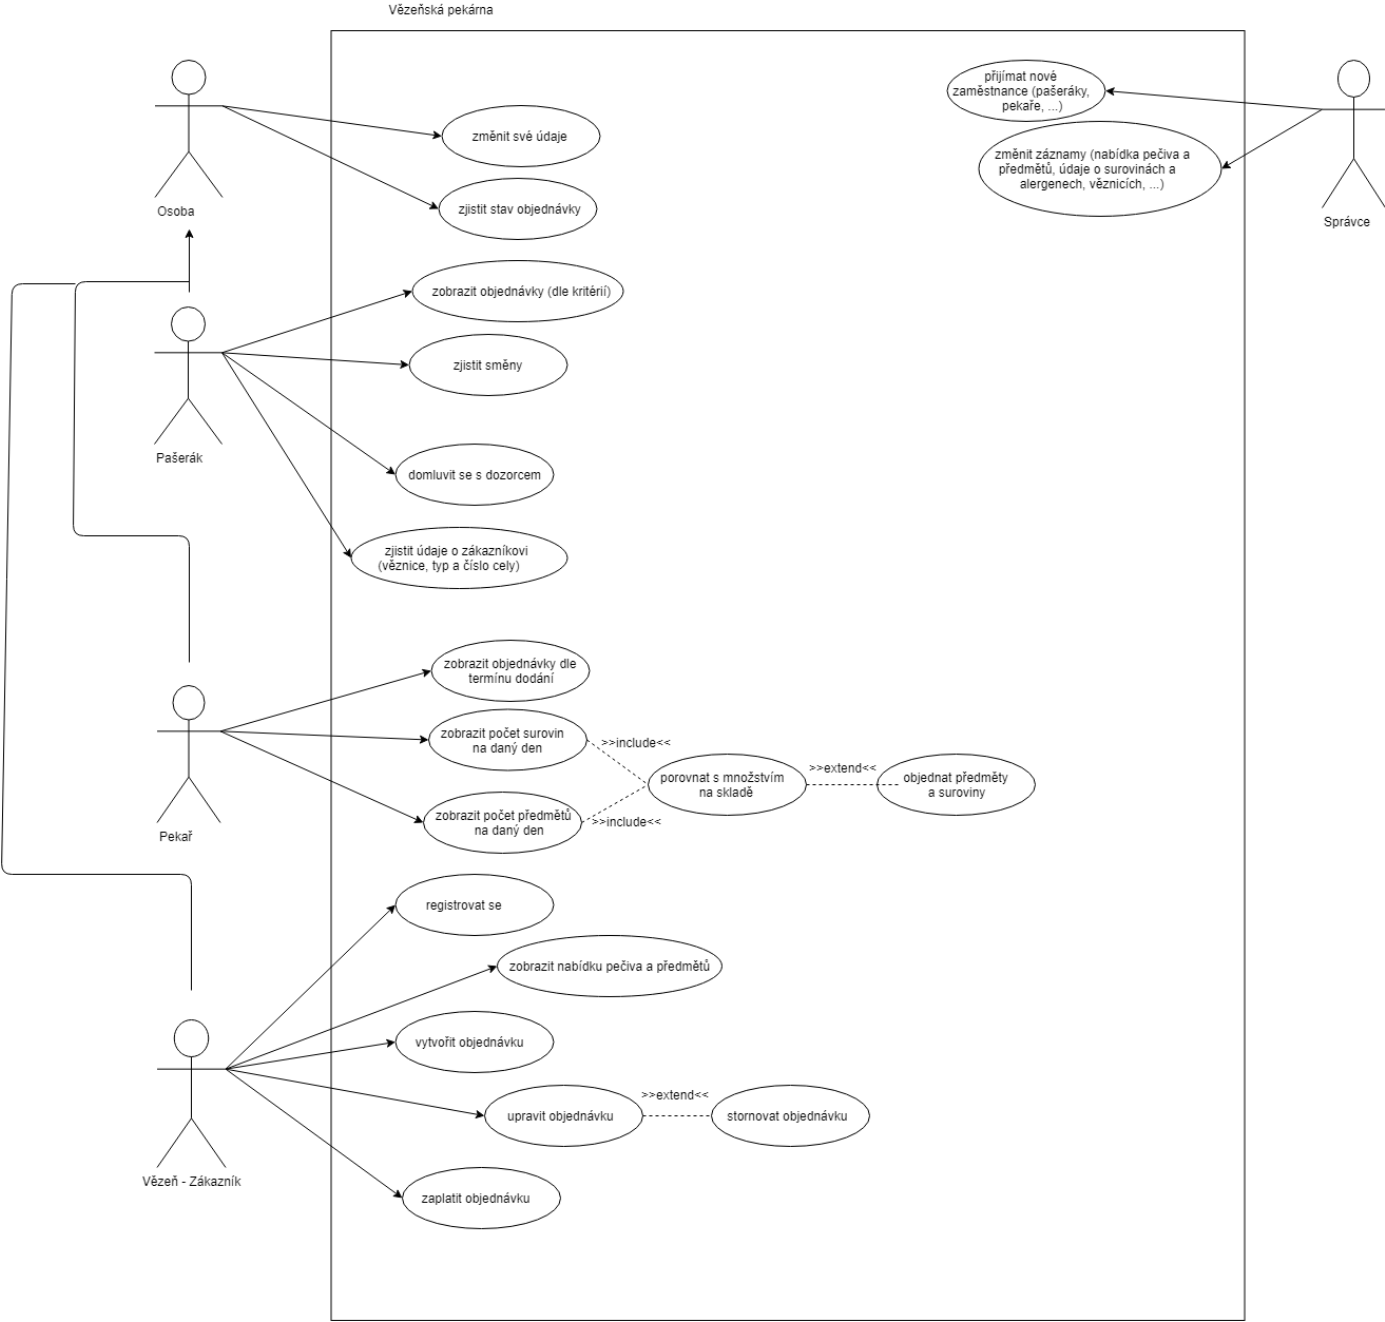 Vězeňská pekárna
přijímat nové
zaměstnance (pašeráky,
pekaře, ...)
změnit své údaje
změnit záznamy (nabídka pečiva a
předmětů, údaje o surovinách a
alergenech, věznicích, ...)
zjistit stav objednávky
Osoba
Správce
zobrazit objednávky (dle kritérií)
zjistit směny
Pašerák
domluvit se s dozorcem
zjistit údaje o zákazníkovi
(věznice, typ a číslo cely)
zobrazit objednávky dle
termínu dodání
zobrazit počet surovin
na daný den
>>include<<
porovnat s množstvím
na skladě
>>extend<<
objednat předměty
a suroviny
zobrazit počet předmětů
na daný den
>>include<<
Pekař
registrovat se
zobrazit nabídku pečiva a předmětů
vytvořit objednávku
upravit objednávku
>>extend<<
stornovat objednávku
Vězeň - Zákazník
zaplatit objednávku